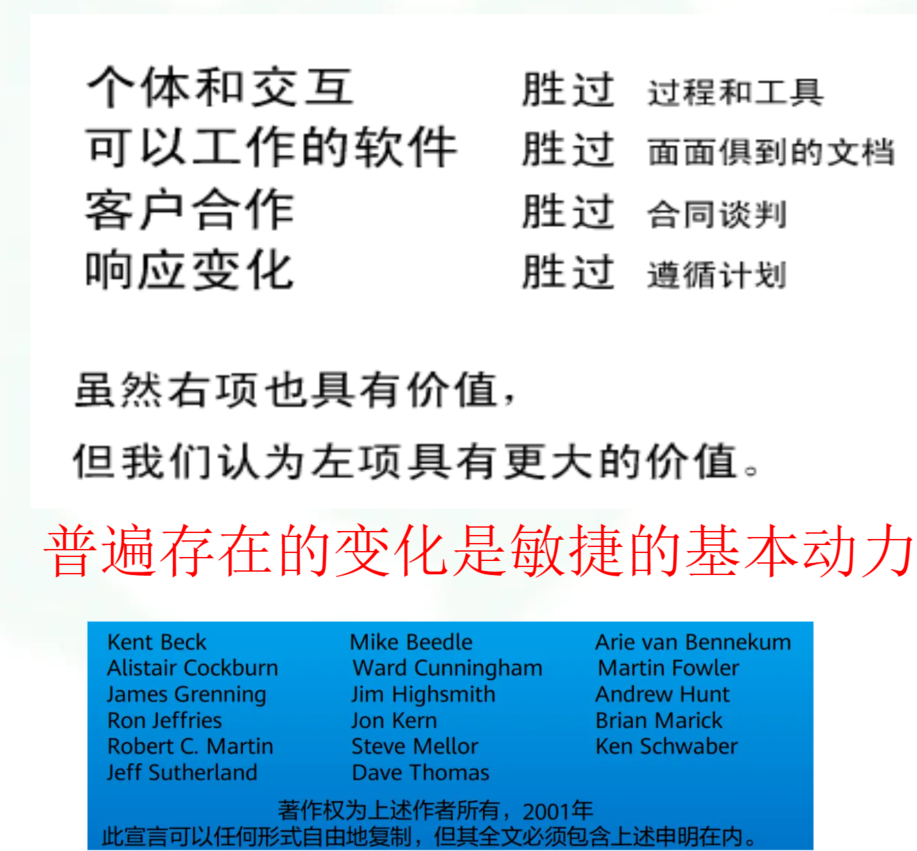 个体和交互 胜过 过程和工具
可以工作的软件 胜过 面面俱到的文档
客户合作 胜过 合同谈判
响应变化 胜过 遵循计划
虽然右项也具有价值，
但我们认为左项具有更大的价值。
普遍存在的变化是敏捷的基本动力
Kent Beck Mike Beedle Arie van Bennekum
Alistair Cockburn Ward Cunningham Martin Fowler
James Grenning Jim Highsmith Andrew Hunt
Ron Jeffries Jon Kern Brian Marick
Robert C. Martin Steve Mellor Ken Schwaber
Jeff Sutherland Dave Thomas
著作权为上述作者所有，2001年
此宣言可以任何形式自由地复制，但其全文必须包含上述申明在内。